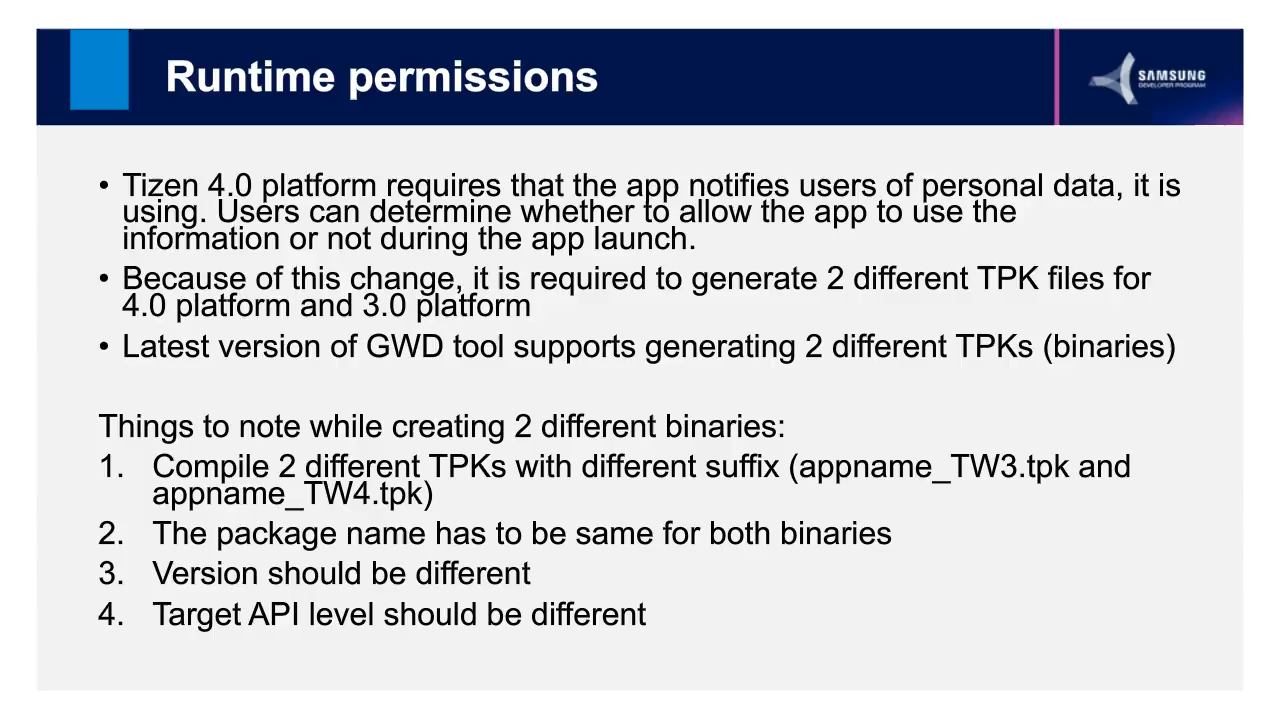 Runtime permissions
SAMSUNG
DEVELOPER PROGRAM
• Tizen 4.0 platform requires that the app notifies users of personal data, it is
using. Users can determine whether to allow the app to use the
information or not during the app launch.
• Because of this change, it is required to generate 2 different TPK files for
4.0 platform and 3.0 platform
• Latest version of GWD tool supports generating 2 different TPKs (binaries)
Things to note while creating 2 different binaries:
1. Compile 2 different TPKs with different suffix (appname_TW3.tpk and
appname_TW4.tpk)
2. The package name has to be same for both binaries
3. Version should be different
4. Target API level should be different